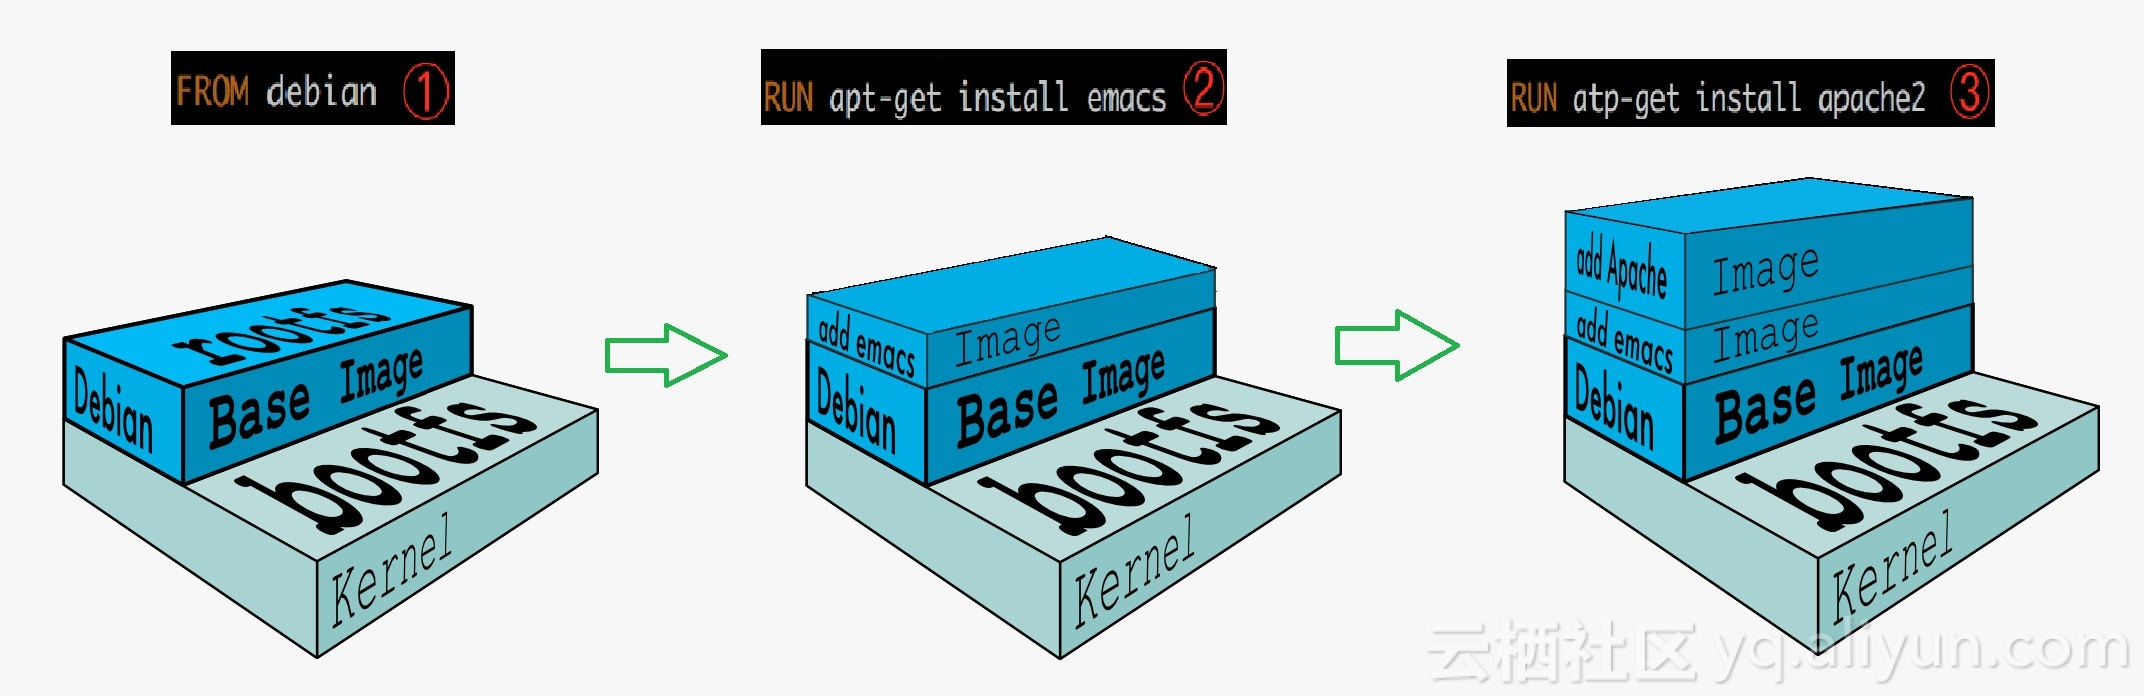 FROM debian ①
RUN apt-get install emacs ②
RUN atp-get install apache2 ③
rootfs
Debian
Base Image
bootfs
Kernel
add emacs
Image
Debian
Base Image
bootfs
Kernel
add Apache
Image
add emacs
Image
Debian
Base Image
bootfs
Kernel
云栖社区 yq.aliyun.com